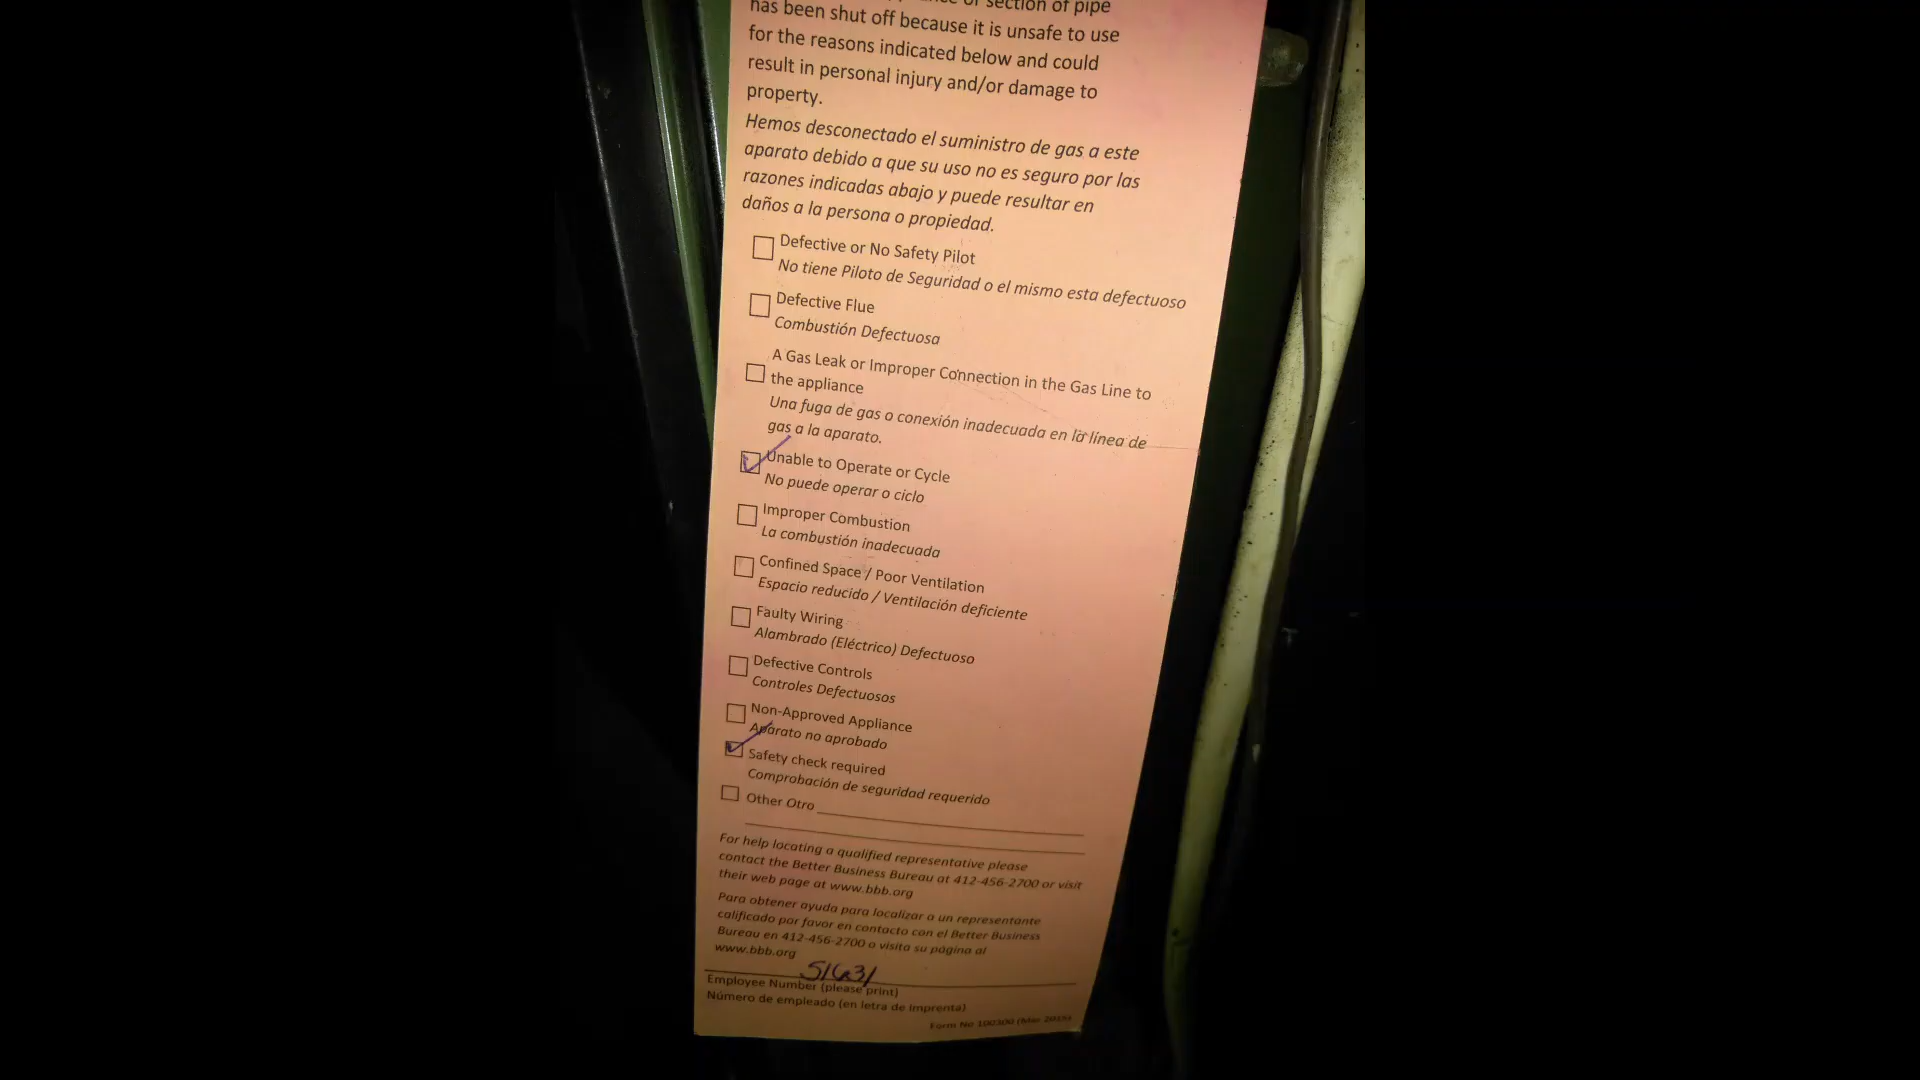 section of pipe
has been shut off because it is unsafe to use
for the reasons indicated below and could
result in personal injury and/or damage to
property.
Hemos desconectado el suministro de gas a este
aparato debido a que su uso no es seguro por las
razones indicadas abajo y puede resultar en
daños a la persona o propiedad.
Defective or No Safety Pilot
No tiene Piloto de Seguridad o el mismo esta defectuoso
Defective Flue
Combustión Defectuosa
A Gas Leak or Improper Connection in the Gas Line to
the appliance
Una fuga de gas o conexión inadecuada en la línea de
gas a la aparato.
Unable to Operate or Cycle
No puede operar o ciclo
Improper Combustion
La combustión inadecuada
Confined Space / Poor Ventilation
Espacio reducido / Ventilación deficiente
Faulty Wiring
Alambrado (Eléctrico) Defectuoso
Defective Controls
Controles Defectuosos
Non-Approved Appliance
Aparato no aprobado
Safety check required
Comprobación de seguridad requerido
Other Otro
For help locating a qualified representative please
contact the Better Business Bureau at 412-456-2700 or visit
their web page at www.bbb.org
Para obtener ayuda para localizar a un representante
calificado por favor en contacto con el Better Business
Bureau en 412-456-2700 o visita su página al
www.bbb.org
51631
Employee Number (please print)
Número de empleado (en letra de imprenta)
Form No 100300 (Mar 2015)